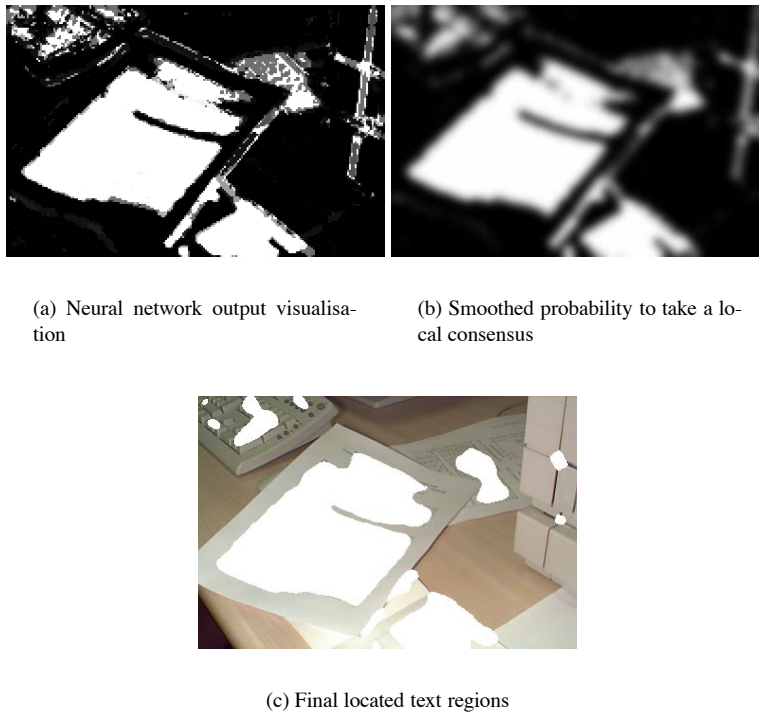 (a) Neural network output visualisa-
tion
(b) Smoothed probability to take a lo-
cal consensus
(c) Final located text regions